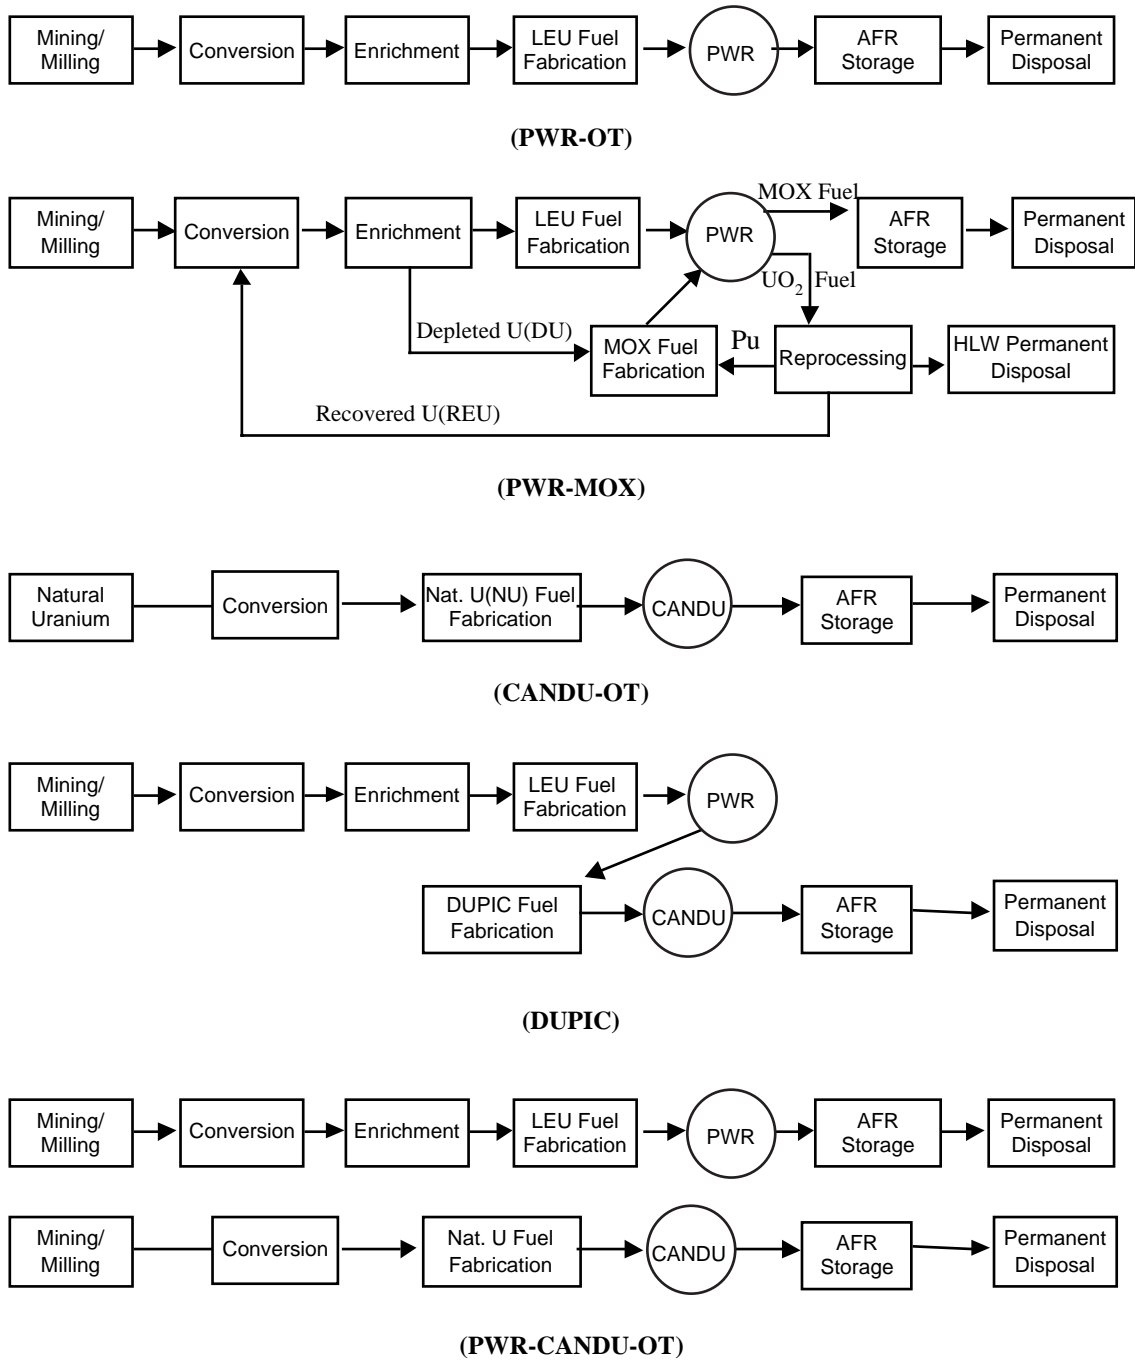 Mining/
Milling
Conversion
Enrichment
LEU Fuel
Fabrication
PWR
AFR
Storage
Permanent
Disposal
(PWR-OT)
Mining/
Milling
Conversion
Enrichment
LEU Fuel
Fabrication
PWR
MOX Fuel
AFR
Storage
Permanent
Disposal
UO2 Fuel
Depleted U(DU)
MOX Fuel
Fabrication
Pu
Reprocessing
HLW Permanent
Disposal
Recovered U(REU)
(PWR-MOX)
Natural
Uranium
Conversion
Nat. U(NU) Fuel
Fabrication
CANDU
AFR
Storage
Permanent
Disposal
(CANDU-OT)
Mining/
Milling
Conversion
Enrichment
LEU Fuel
Fabrication
PWR
DUPIC Fuel
Fabrication
CANDU
AFR
Storage
Permanent
Disposal
(DUPIC)
Mining/
Milling
Conversion
Enrichment
LEU Fuel
Fabrication
PWR
AFR
Storage
Permanent
Disposal
Mining/
Milling
Conversion
Nat. U Fuel
Fabrication
CANDU
AFR
Storage
Permanent
Disposal
(PWR-CANDU-OT)